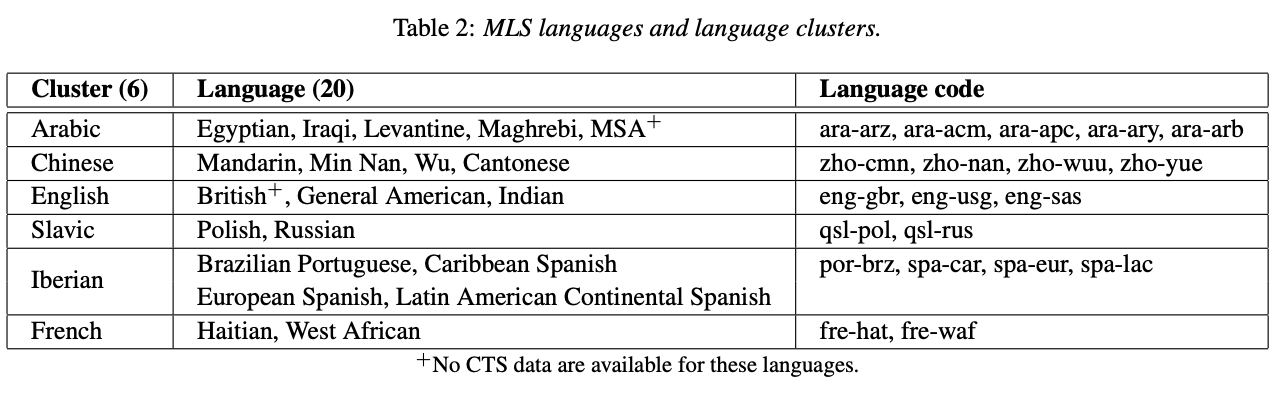 Table 2: MLS languages and language clusters.
Cluster (6) Language (20) Language code
Arabic Egyptian, Iraqi, Levantine, Maghrebi, MSA+ ara-arz, ara-acm, ara-apc, ara-ary, ara-arb
Chinese Mandarin, Min Nan, Wu, Cantonese zho-cmn, zho-nan, zho-wuu, zho-yue
English British+, General American, Indian eng-gbr, eng-usg, eng-sas
Slavic Polish, Russian qsl-pol, qsl-rus
Iberian Brazilian Portuguese, Caribbean Spanish por-brz, spa-car, spa-eur, spa-lac
European Spanish, Latin American Continental Spanish
French Haitian, West African fre-hat, fre-waf
+No CTS data are available for these languages.